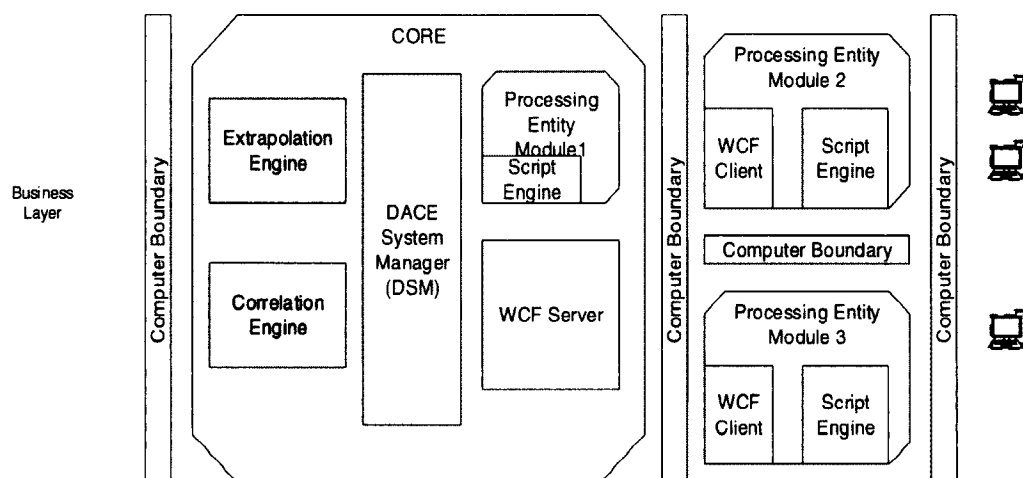 CORE
Business
Layer
Computer Boundary
Extrapolation
Engine
Correlation
Engine
DACE
System
Manager
(DSM)
Processing
Entity
Module1
Script
Engine
WCF Server
Computer Boundary
Processing Entity
Module 2
WCF
Client
Script
Engine
Computer Boundary
Processing Entity
Module 3
WCF
Client
Script
Engine
Computer Boundary